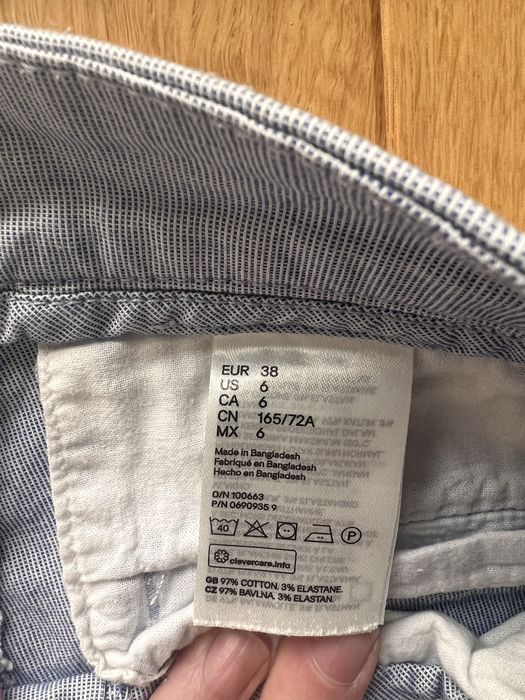 EUR 38
US 6
CA 6
CN 165/72A
MX 6
Made in Bangladesh
Fabriqué en Bangladesh
Hecho en Bangladesh
O/N 100663
P/N 0690935 9
40
P
clevercare.info
GB 97% COTTON. 3% ELASTANE.
CZ 97% BAVLNA. 3% ELASTAN.